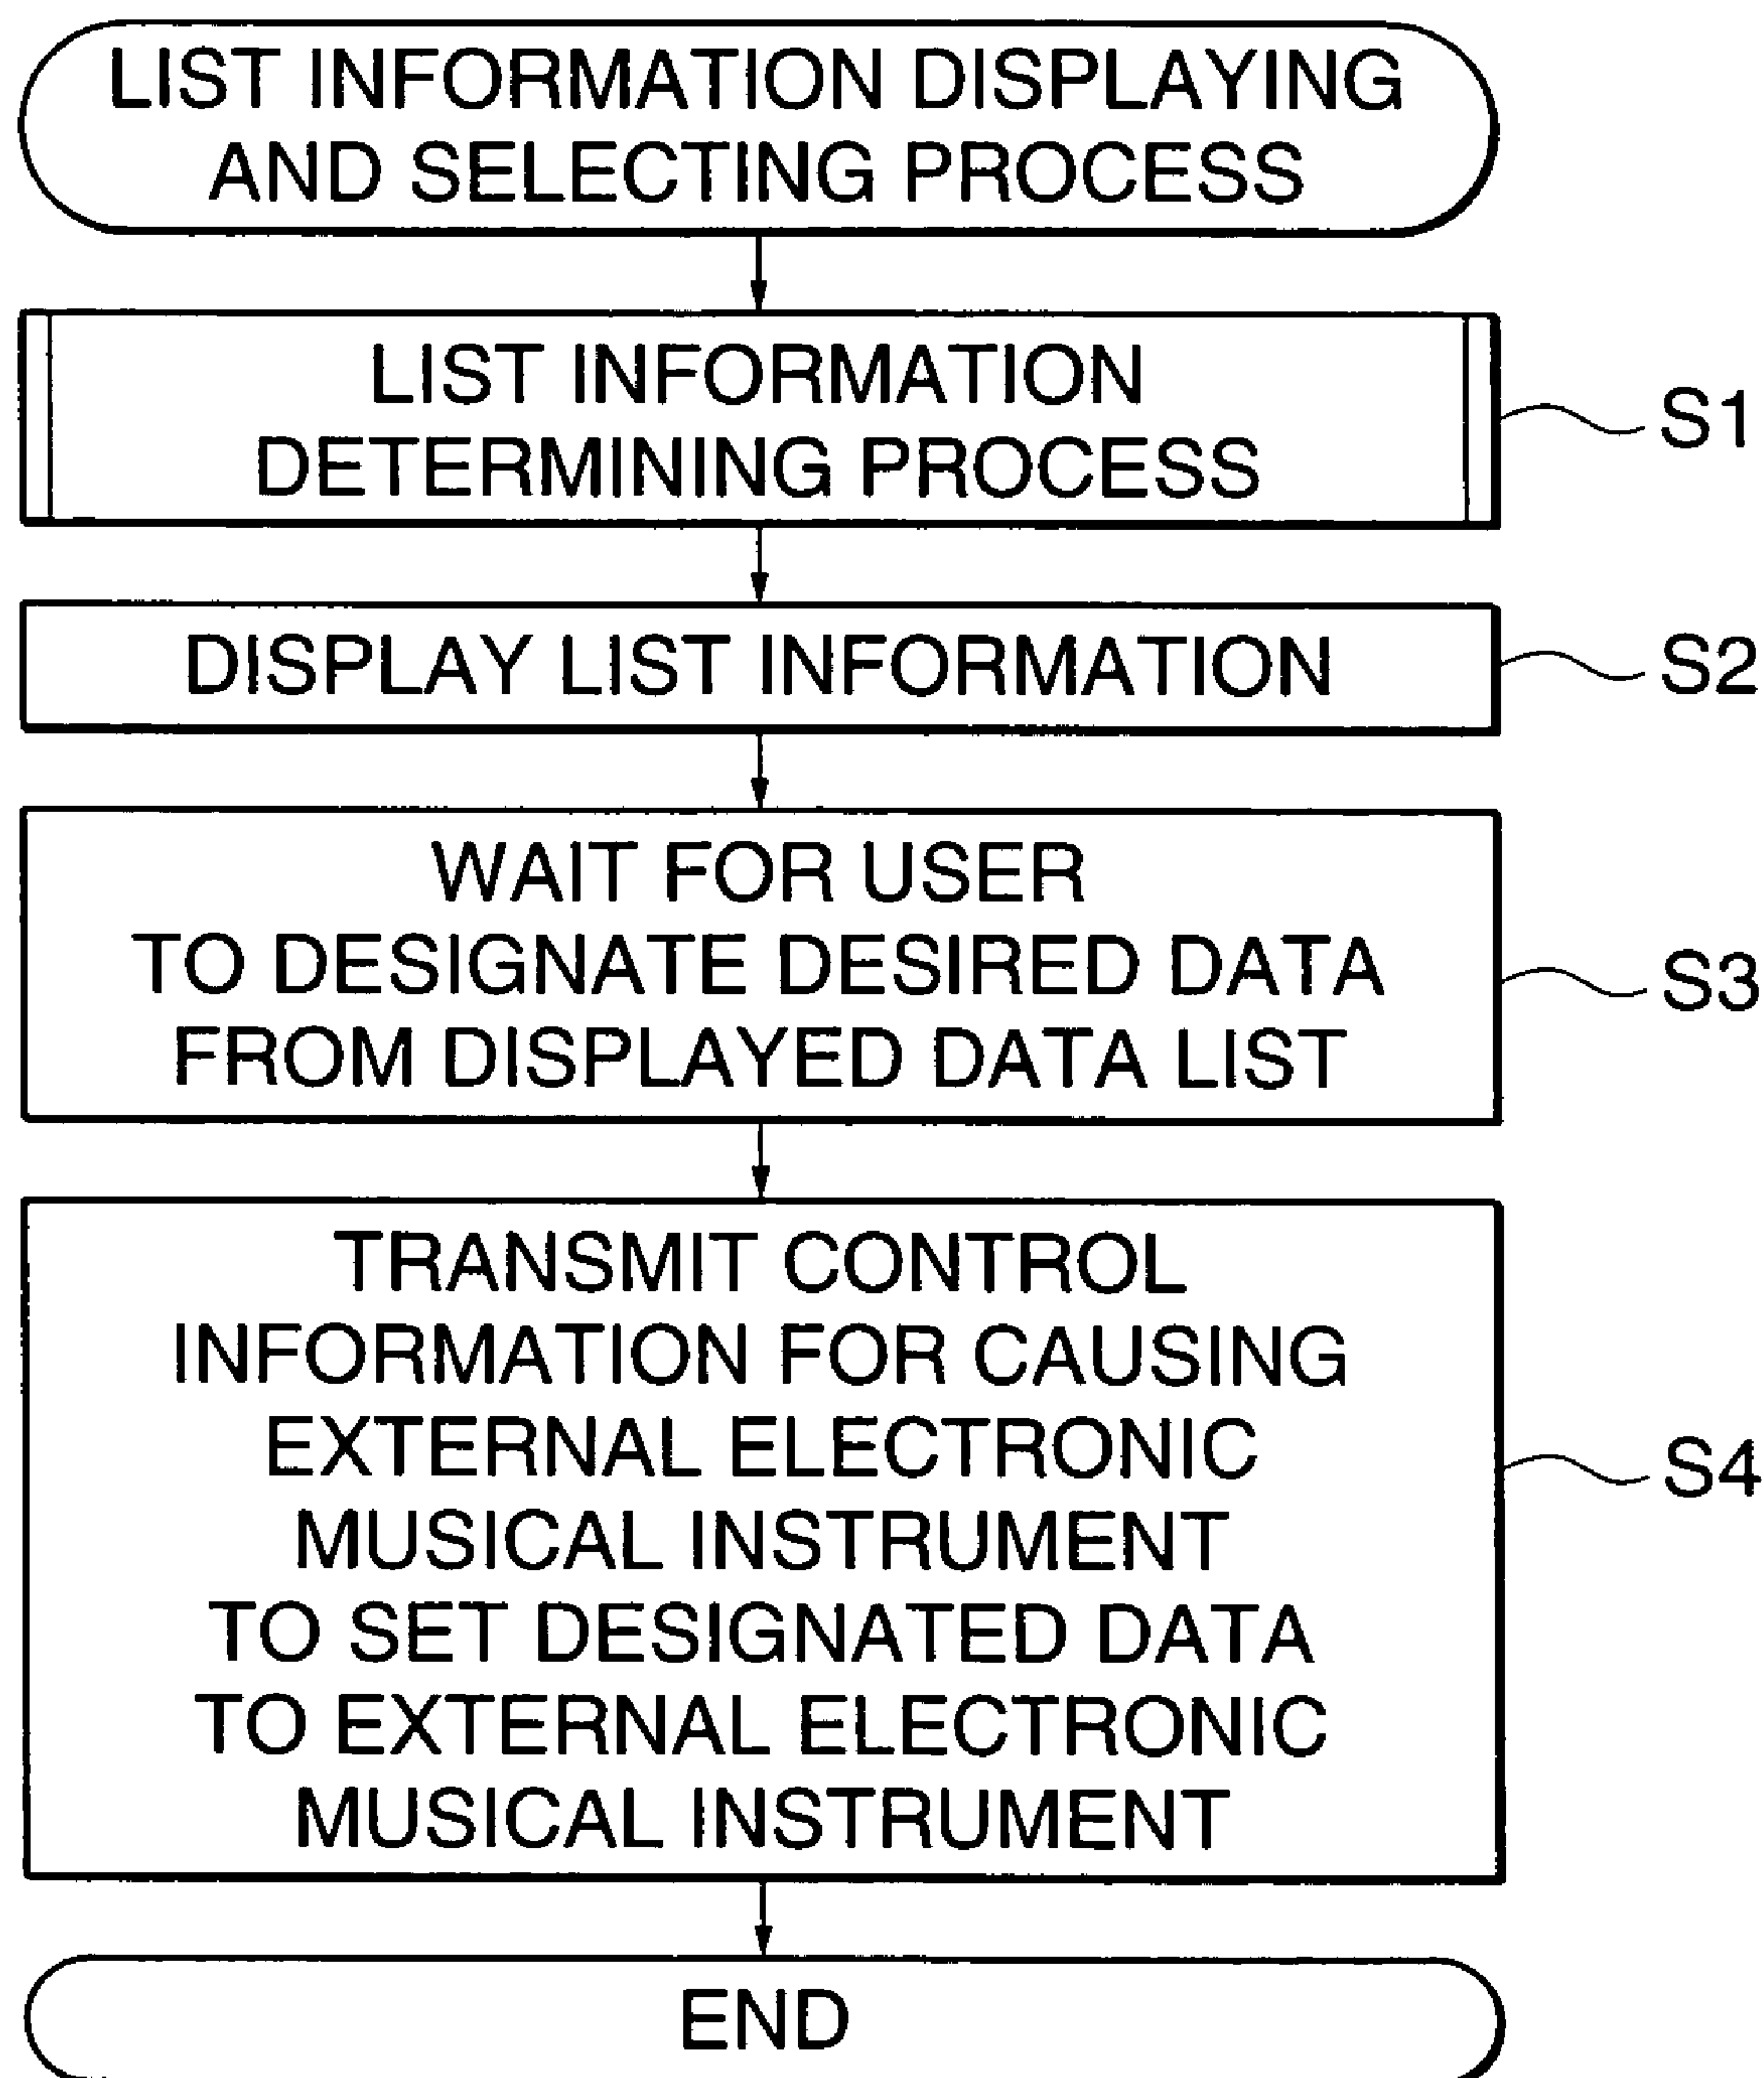 LIST INFORMATION DISPLAYING
AND SELECTING PROCESS
LIST INFORMATION
DETERMINING PROCESS
S1
DISPLAY LIST INFORMATION
S2
WAIT FOR USER
TO DESIGNATE DESIRED DATA
FROM DISPLAYED DATA LIST
S3
TRANSMIT CONTROL
INFORMATION FOR CAUSING
EXTERNAL ELECTRONIC
MUSICAL INSTRUMENT
TO SET DESIGNATED DATA
TO EXTERNAL ELECTRONIC
MUSICAL INSTRUMENT
S4
END